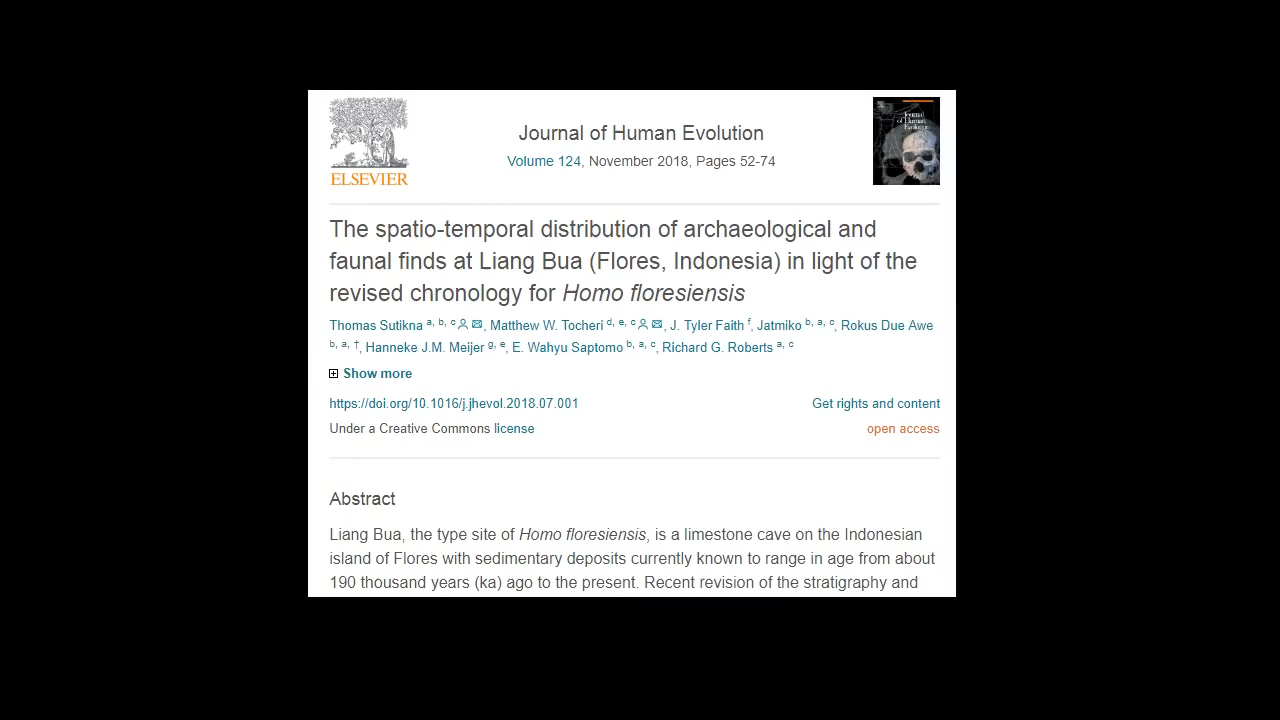 ELSEVIER
Journal of Human Evolution
Volume 124, November 2018, Pages 52-74
Journal
of Human
Evolution
The spatio-temporal distribution of archaeological and
faunal finds at Liang Bua (Flores, Indonesia) in light of the
revised chronology for Homo floresiensis
Thomas Sutikna a, b, c, Matthew W. Tocheri d, e, c, J. Tyler Faith f, Jatmiko b, a, c, Rokus Due Awe
b, a, †, Hanneke J.M. Meijer g, e, E. Wahyu Saptomo b, a, c, Richard G. Roberts a, c
Show more
https://doi.org/10.1016/j.jhevol.2018.07.001
Get rights and content
Under a Creative Commons license
open access
Abstract
Liang Bua, the type site of Homo floresiensis, is a limestone cave on the Indonesian
island of Flores with sedimentary deposits currently known to range in age from about
190 thousand years (ka) ago to the present. Recent revision of the stratigraphy and